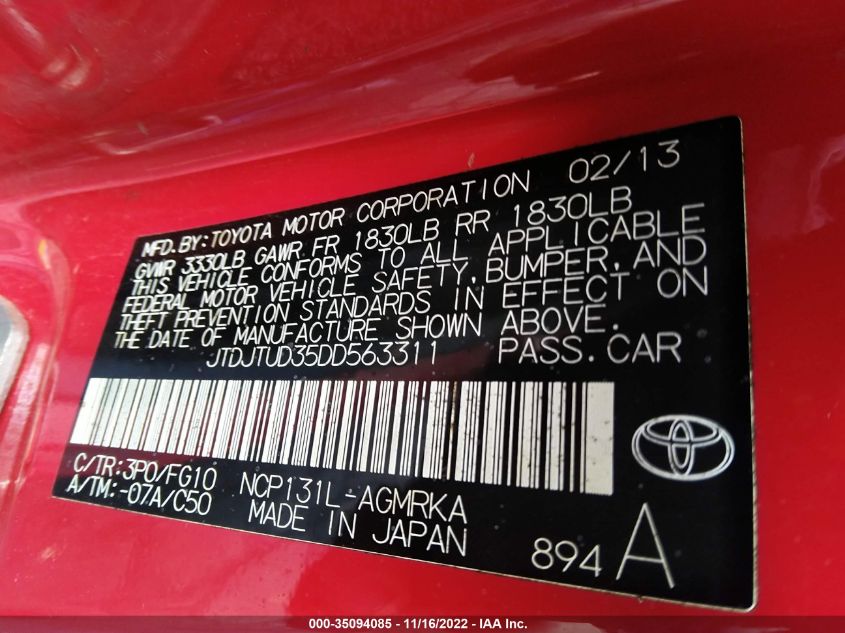 MFD.BY:TOYOTA MOTOR CORPORATION 02/13
GVWR 3330LB GAWR FR 1830LB RR 1830LB
THIS VEHICLE CONFORMS TO ALL APPLICABLE
FEDERAL MOTOR VEHICLE SAFETY, BUMPER, AND
THEFT PREVENTION STANDARDS IN EFFECT ON
THE DATE OF MANUFACTURE SHOWN ABOVE.
JTDJTUD35DD563311 PASS.CAR
C/TR:3P0/FG10 NCP131L-AGMRKA
A/TM:-07A/C50 MADE IN JAPAN
894 A
000-35094085 - 11/16/2022 - IAA Inc.